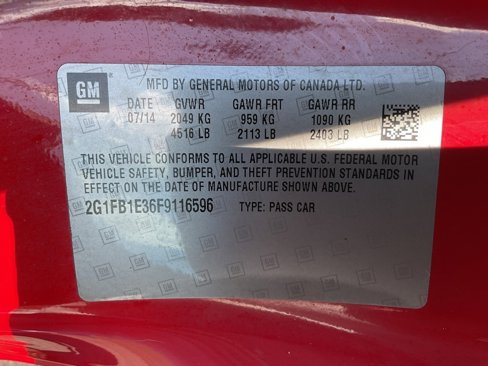 GM
MFD BY GENERAL MOTORS OF CANADA LTD.
DATE GVWR GAWR FRT GAWR RR
07/14 2049 KG 959 KG 1090 KG
4516 LB 2113 LB 2403 LB
THIS VEHICLE CONFORMS TO ALL APPLICABLE U.S. FEDERAL MOTOR
VEHICLE SAFETY, BUMPER, AND THEFT PREVENTION STANDARDS IN
EFFECT ON THE DATE OF MANUFACTURE SHOWN ABOVE.
2G1FB1E36F9116596 TYPE: PASS CAR